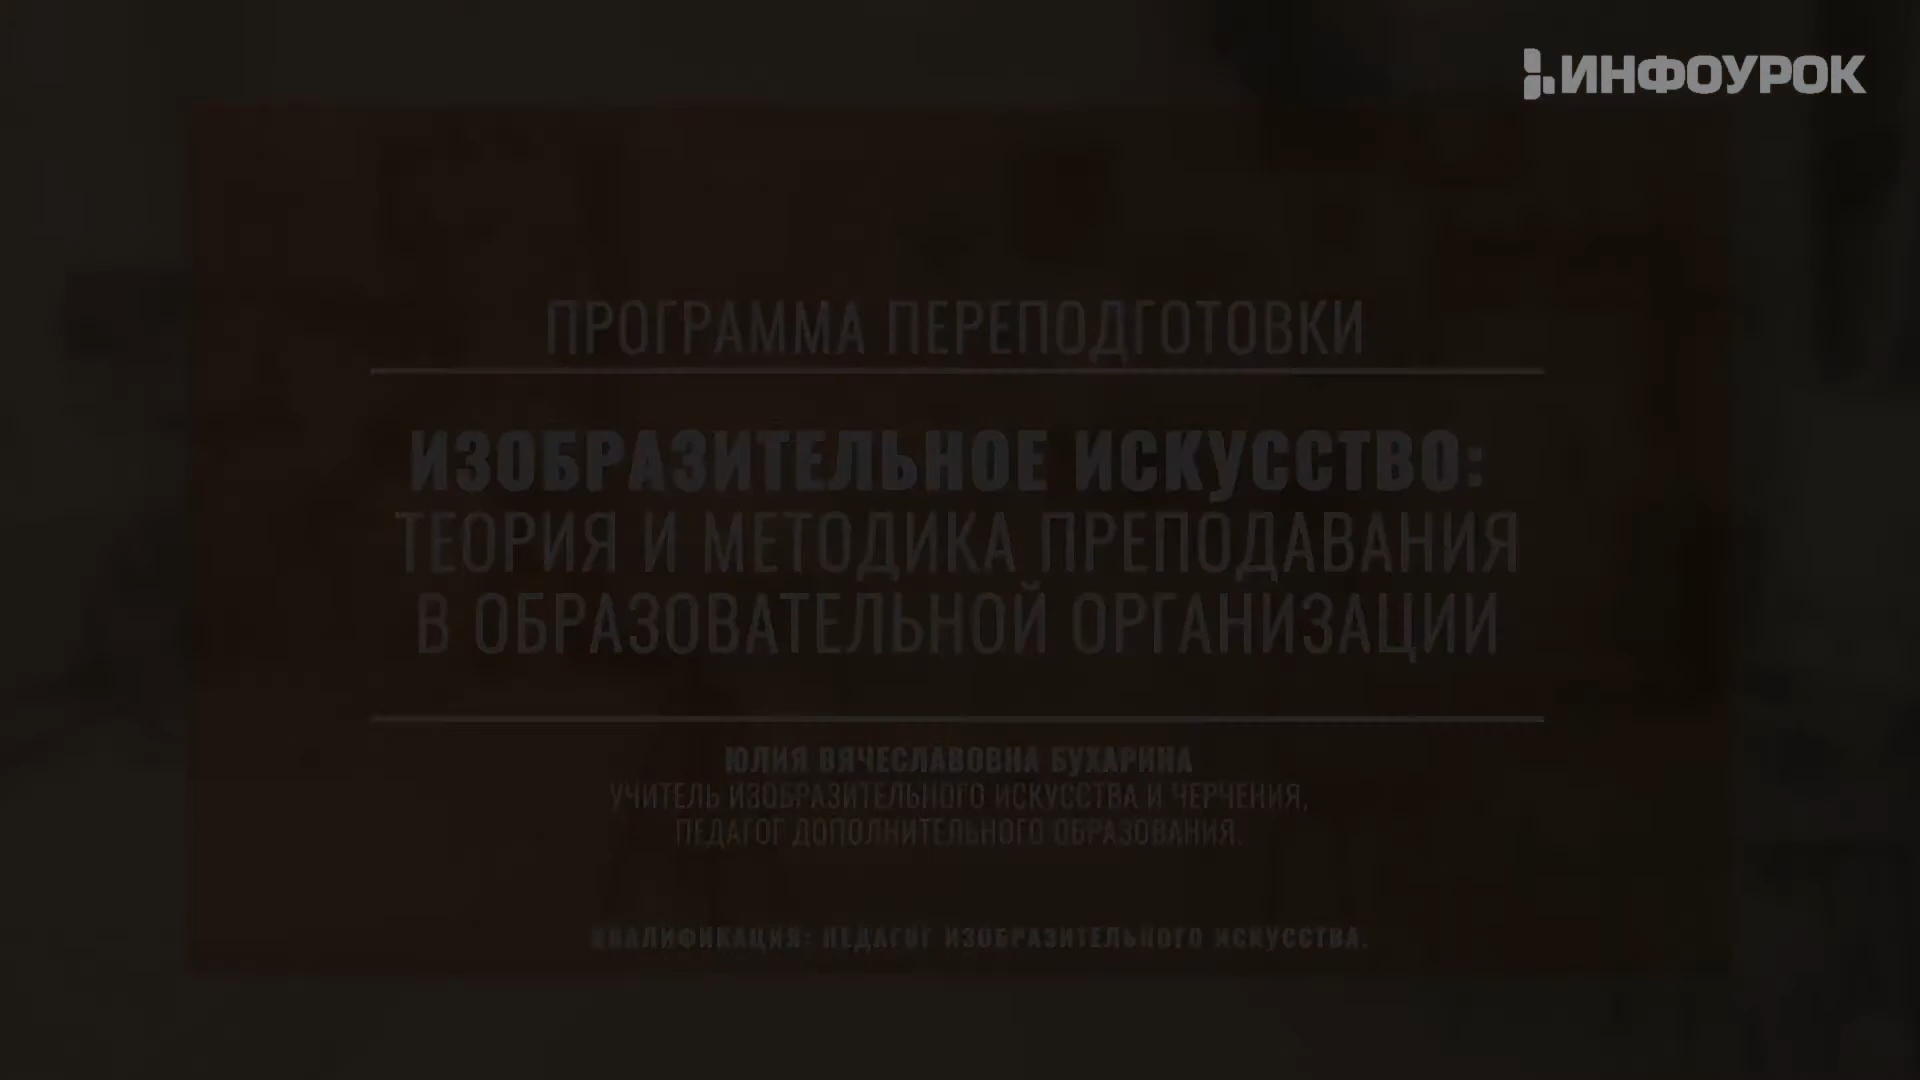 ИНФОУРОК
ПРОГРАММА ПЕРЕПОДГОТОВКИ
ИЗОБРАЗИТЕЛЬНОЕ ИСКУССТВО:
ТЕОРИЯ И МЕТОДИКА ПРЕПОДАВАНИЯ
В ОБРАЗОВАТЕЛЬНОЙ ОРГАНИЗАЦИИ
ЮЛИЯ ВЯЧЕСЛАВОВНА БУХАРИНА
УЧИТЕЛЬ ИЗОБРАЗИТЕЛЬНОГО ИСКУССТВА И ЧЕРЧЕНИЯ,
ПЕДАГОГ ДОПОЛНИТЕЛЬНОГО ОБРАЗОВАНИЯ.
КВАЛИФИКАЦИЯ: ПЕДАГОГ ИЗОБРАЗИТЕЛЬНОГО ИСКУССТВА.